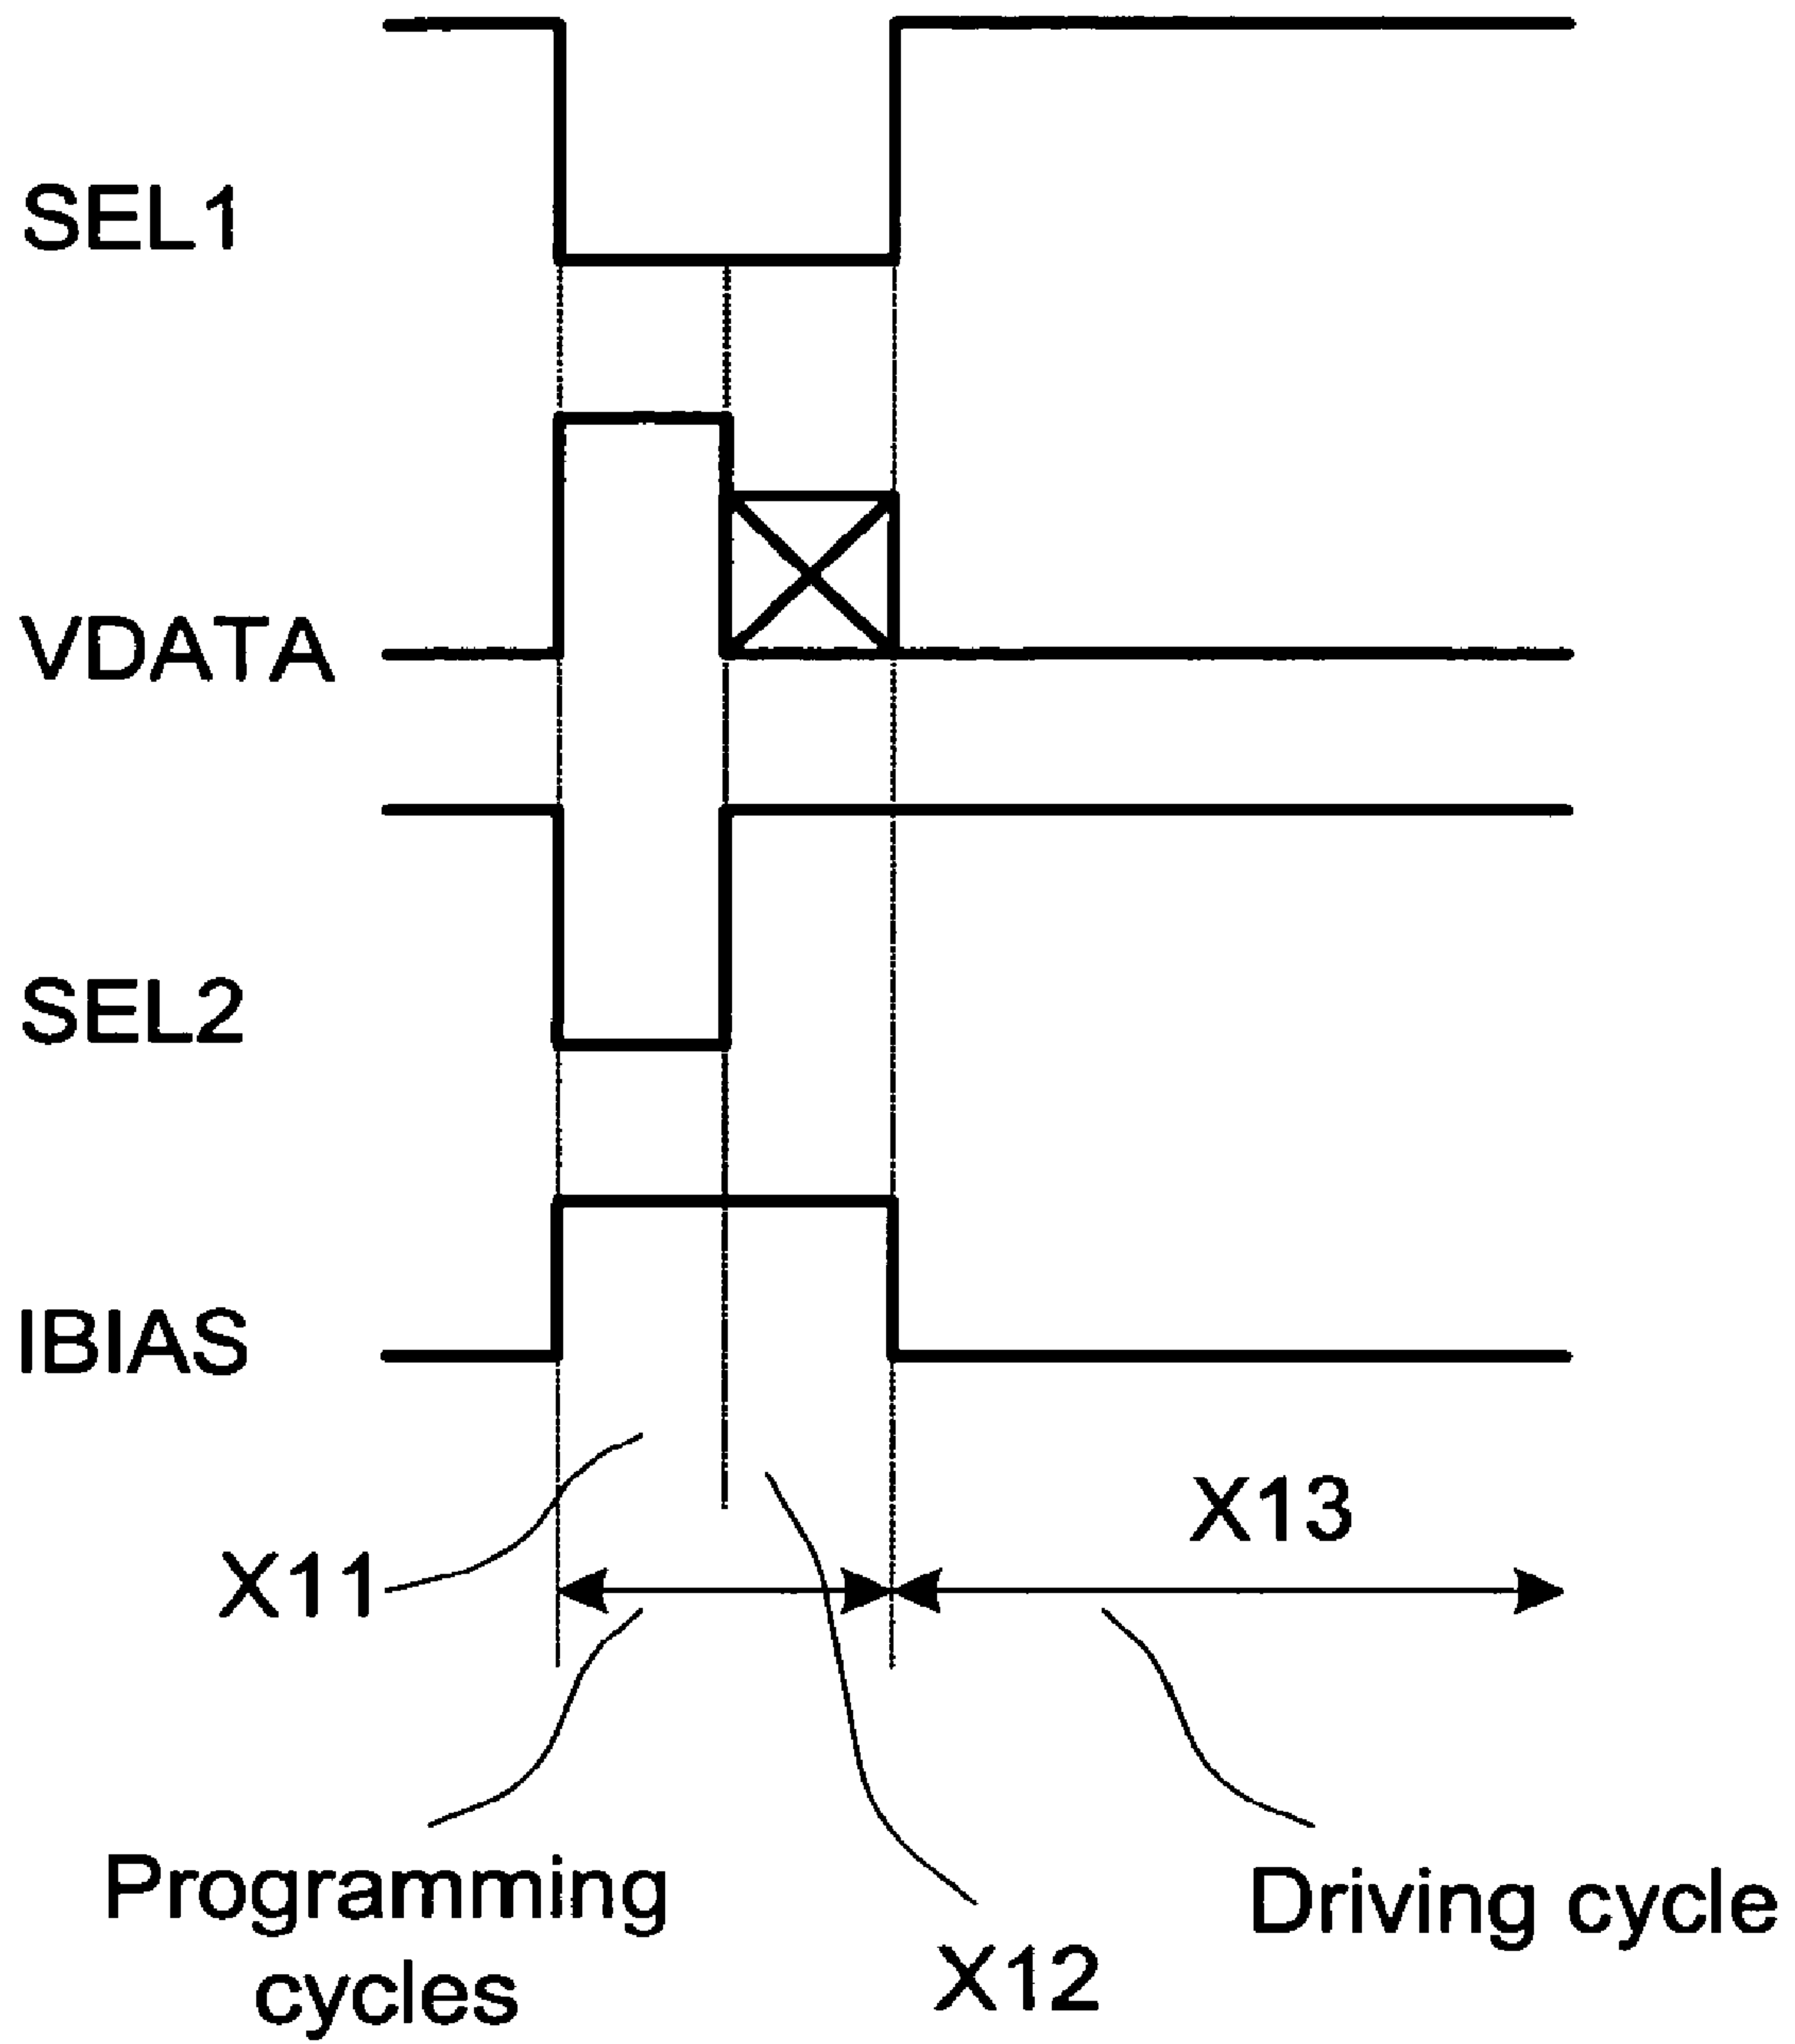 SEL1
VDATA
SEL2
IBIAS
X13
X11
Programming
cycles
Driving cycle
X12